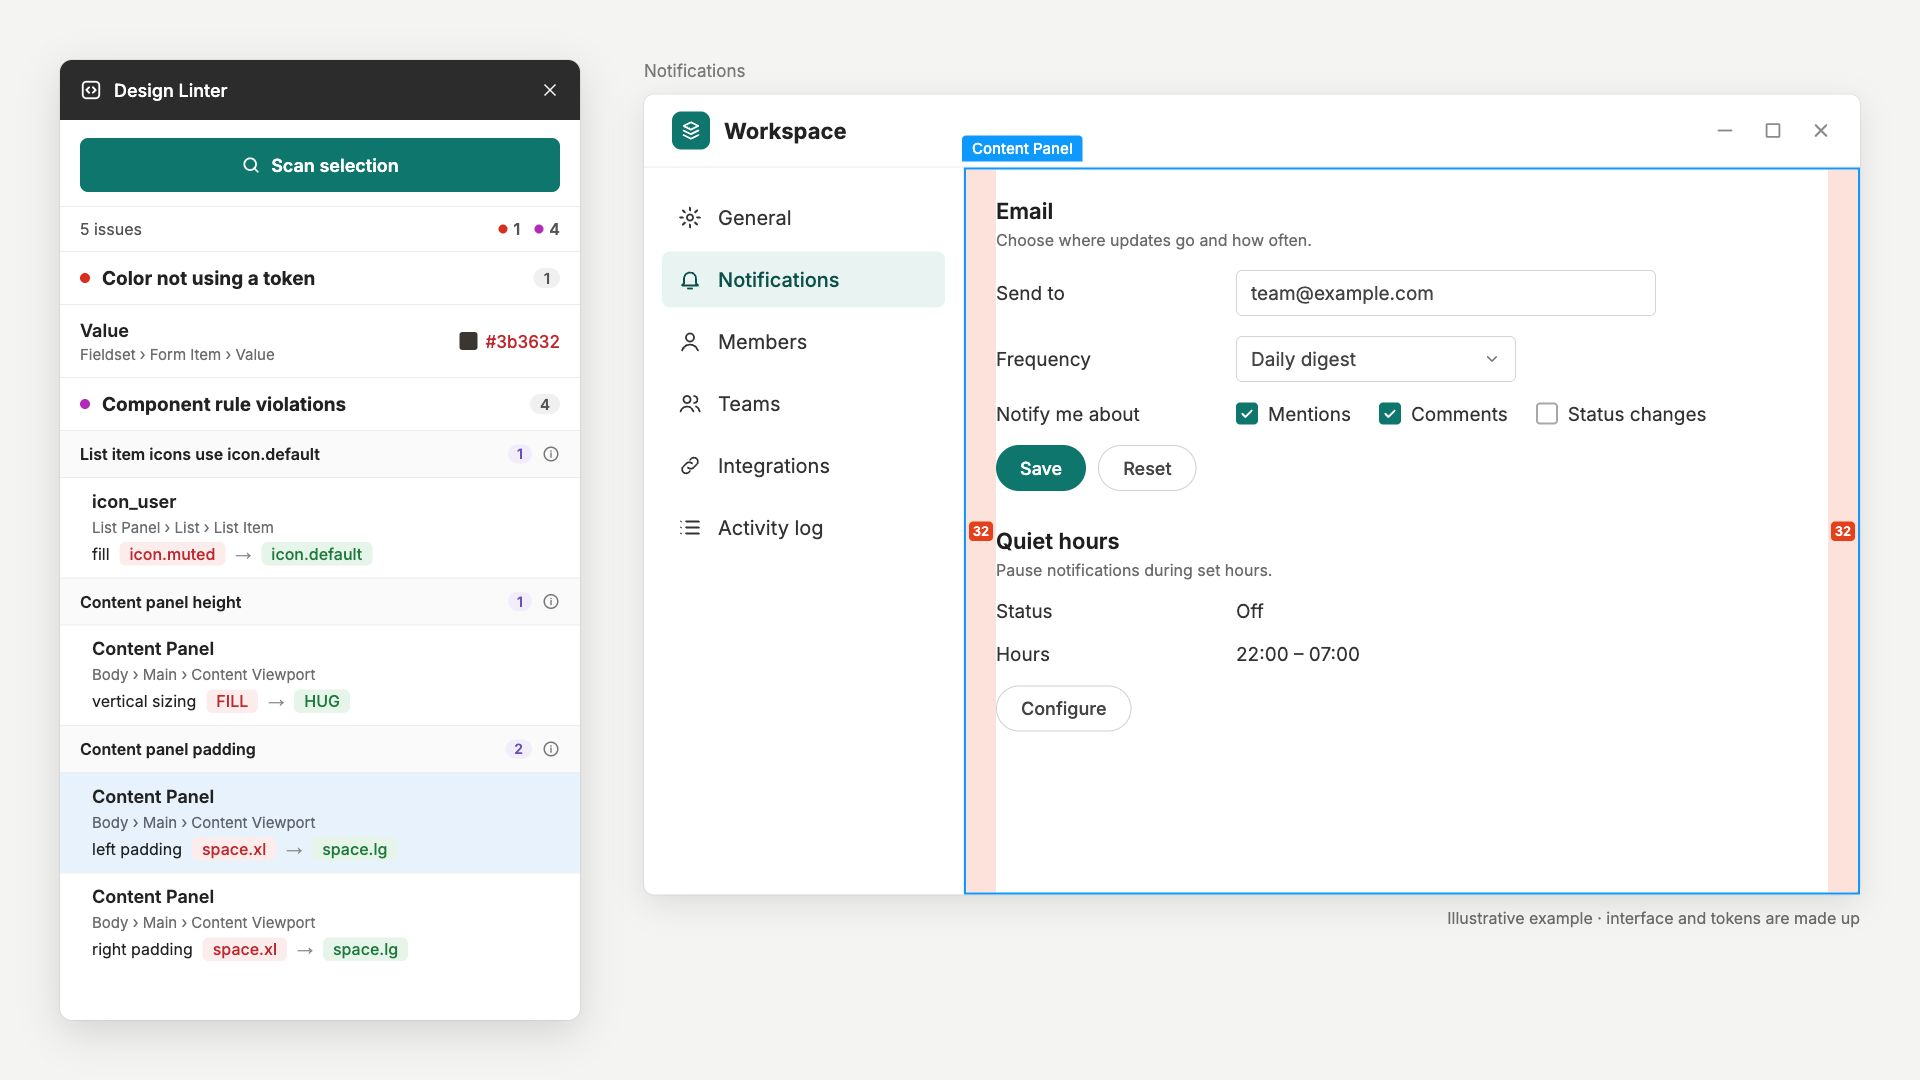 Design Linter
Scan selection
5 issues 1 4
Color not using a token 1
Value
Fieldset › Form Item › Value
#3b3632
Component rule violations 4
List item icons use icon.default 1
icon_user
List Panel › List › List Item
fill icon.muted → icon.default
Content panel height 1
Content Panel
Body › Main › Content Viewport
vertical sizing FILL → HUG
Content panel padding 2
Content Panel
Body › Main › Content Viewport
left padding space.xl → space.lg
Content Panel
Body › Main › Content Viewport
right padding space.xl → space.lg
Notifications
Workspace
Content Panel
General
Notifications
Members
Teams
Integrations
Activity log
Email
Choose where updates go and how often.
Send to team@example.com
Frequency Daily digest
Notify me about Mentions Comments Status changes
Save Reset
32 32
Quiet hours
Pause notifications during set hours.
Status Off
Hours 22:00 – 07:00
Configure
Illustrative example · interface and tokens are made up